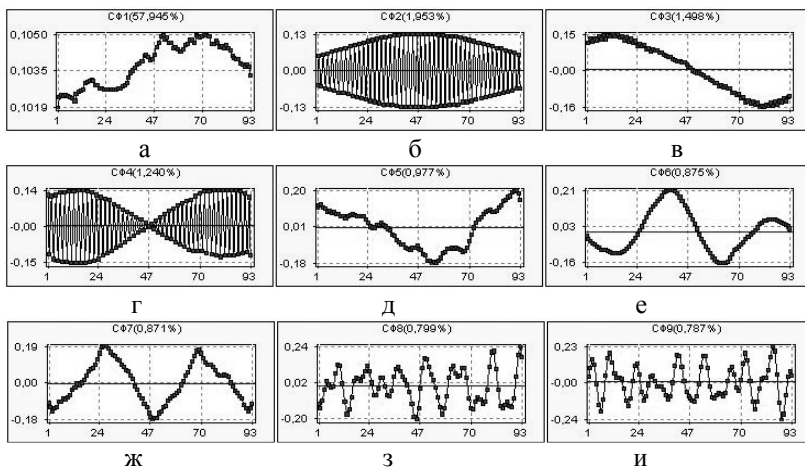 СФ1(57,945%)
СФ2(1,953%)
СФ3(1,498%)
0,1050
0,1035
0,1019
1 24 47 70 93
0,13
0,00
-0,13
1 24 47 70 93
0,15
-0,00
-0,16
1 24 47 70 93
а
б
в
СФ4(1,240%)
СФ5(0,977%)
СФ6(0,875%)
0,14
-0,00
-0,15
1 24 47 70 93
0,20
0,01
-0,18
1 24 47 70 93
0,21
0,03
-0,16
1 24 47 70 93
г
д
е
СФ7(0,871%)
СФ8(0,799%)
СФ9(0,787%)
0,19
0,00
-0,18
1 24 47 70 93
0,24
0,02
-0,20
1 24 47 70 93
0,23
-0,00
-0,24
1 24 47 70 93
ж
з
и